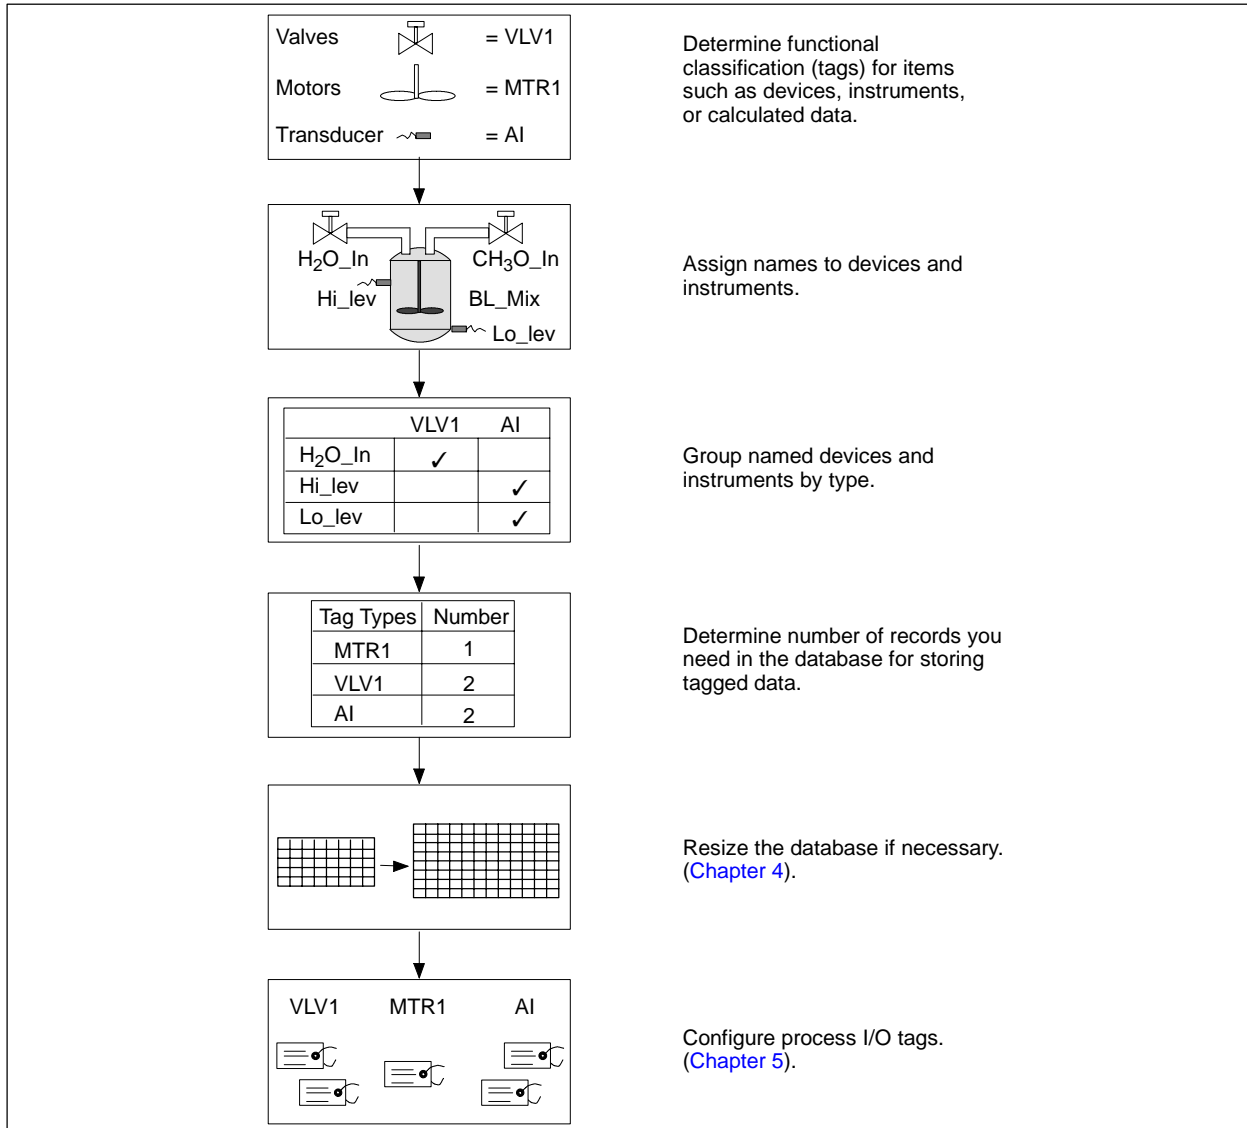 Valves = VLV1
Motors = MTR1
Transducer = AI
Determine functional
classification (tags) for items
such as devices, instruments,
or calculated data.
H₂O_In CH₃O_In
Hi_lev BL_Mix
Lo_lev
Assign names to devices and
instruments.
VLV1 AI
H₂O_In ✓
Hi_lev ✓
Lo_lev ✓
Group named devices and
instruments by type.
Tag Types Number
MTR1 1
VLV1 2
AI 2
Determine number of records you
need in the database for storing
tagged data.
Resize the database if necessary.
(Chapter 4).
VLV1 MTR1 AI
Configure process I/O tags.
(Chapter 5).